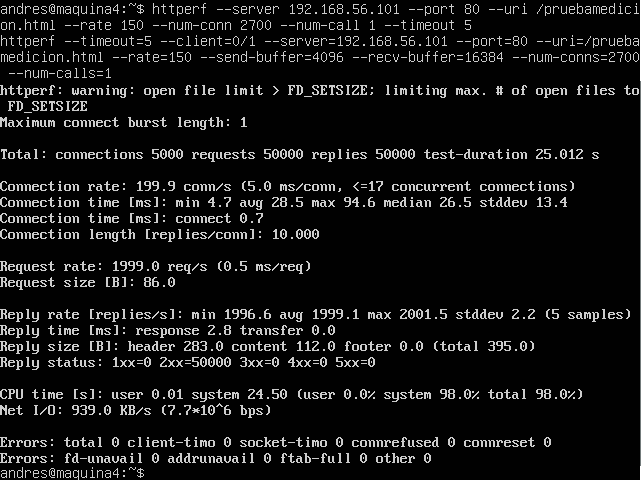 andres@maquina4:~$ httperf --server 192.168.56.101 --port 80 --uri /pruebamedici
on.html --rate 150 --num-conn 2700 --num-call 1 --timeout 5
httperf --timeout=5 --client=0/1 --server=192.168.56.101 --port=80 --uri=/prueba
medicion.html --rate=150 --send-buffer=4096 --recv-buffer=16384 --num-conns=2700
 --num-calls=1
httperf: warning: open file limit > FD_SETSIZE; limiting max. # of open files to
 FD_SETSIZE
Maximum connect burst length: 1

Total: connections 5000 requests 50000 replies 50000 test-duration 25.012 s

Connection rate: 199.9 conn/s (5.0 ms/conn, <=17 concurrent connections)
Connection time [ms]: min 4.7 avg 28.5 max 94.6 median 26.5 stddev 13.4
Connection time [ms]: connect 0.7
Connection length [replies/conn]: 10.000

Request rate: 1999.0 req/s (0.5 ms/req)
Request size [B]: 86.0

Reply rate [replies/s]: min 1996.6 avg 1999.1 max 2001.5 stddev 2.2 (5 samples)
Reply time [ms]: response 2.8 transfer 0.0
Reply size [B]: header 283.0 content 112.0 footer 0.0 (total 395.0)
Reply status: 1xx=0 2xx=50000 3xx=0 4xx=0 5xx=0

CPU time [s]: user 0.01 system 24.50 (user 0.0% system 98.0% total 98.0%)
Net I/O: 939.0 KB/s (7.7*10^6 bps)

Errors: total 0 client-timo 0 socket-timo 0 connrefused 0 connreset 0
Errors: fd-unavail 0 addrunavail 0 ftab-full 0 other 0
andres@maquina4:~$